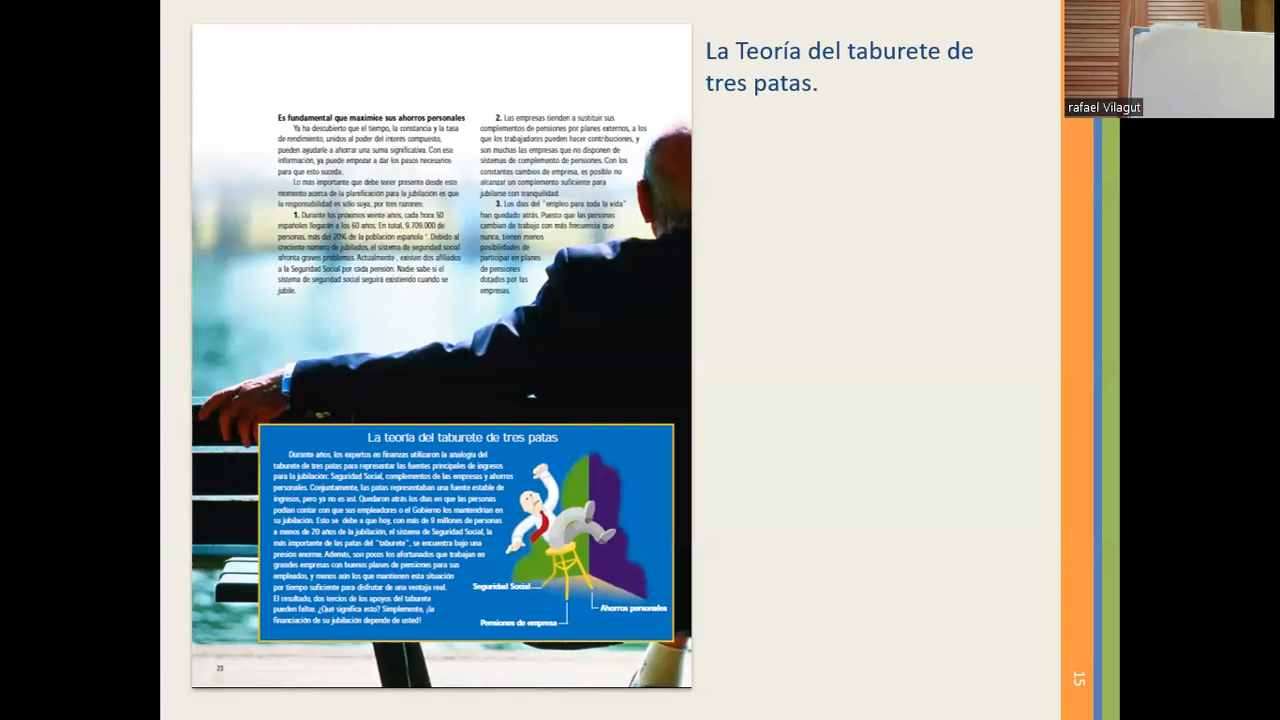 La Teoría del taburete de
tres patas.
rafael Vilagut
Es fundamental que maximice sus ahorros personales
Ya ha descubierto que el tiempo, la constancia y la tasa
de rendimiento, unidos al poder del interés compuesto,
pueden ayudarle a ahorrar una suma significativa. Con esa
información, ya puede empezar a dar los pasos necesarios
para que esto suceda.
Lo más importante que debe tener presente desde este
momento acerca de la planificación para la jubilación es que
la responsabilidad es sólo suya, por tres razones:
1. Durante los próximos veinte años, cada hora 50
españoles llegarán a los 60 años. En total, 9.709.000 de
personas, más del 20% de la población española
. Debido al
creciente número de jubilados, el sistema de seguridad social
afronta graves problemas. Actualmente , existen dos afiliados
a la Seguridad Social por cada pensión. Nadie sabe si el
sistema de seguridad social seguirá existiendo cuando se
jubile.
2. Las empresas tienden a sustituir sus
complementos de pensiones por planes externos, a los
que los trabajadores pueden hacer contribuciones, y
son muchas las empresas que no disponen de
sistemas de complemento de pensiones. Con los
constantes cambios de empresa, es posible no
alcanzar un complemento suficiente para
jubilarse con tranquilidad.
3. Los días del "empleo para toda la vida"
han quedado atrás. Puesto que las personas
cambian de trabajo con más frecuencia que
nunca, tienen menos
posibilidades de
participar en planes
de pensiones
dotados por las
empresas.
La teoría del taburete de tres patas
Durante años, los expertos en finanzas utilizaron la analogía del
taburete de tres patas para representar las fuentes principales de ingresos
para la jubilación: Seguridad Social, complementos de las empresas y ahorros
personales. Conjuntamente, las patas representaban una fuente estable de
ingresos, pero ya no es así. Quedaron atrás los días en que las personas
podían contar con que sus empleadores o el Gobierno los mantendrían en
su jubilación. Esto se debe a que hoy, con más de 9 millones de personas
a menos de 20 años de la jubilación, el sistema de Seguridad Social, la
más importante de las patas del "taburete", se encuentra bajo una
presión enorme. Además, son pocos los afortunados que trabajan en
grandes empresas con buenos planes de pensiones para sus
empleados, y menos aún los que mantienen esta situación
por tiempo suficiente para disfrutar de una ventaja real.
El resultado, dos tercios de los apoyos del taburete
pueden faltar. ¿Qué significa esto? Simplemente, ¡la
financiación de su jubilación depende de usted!
Seguridad Social
Ahorros personales
Pensiones de empresa
23
15